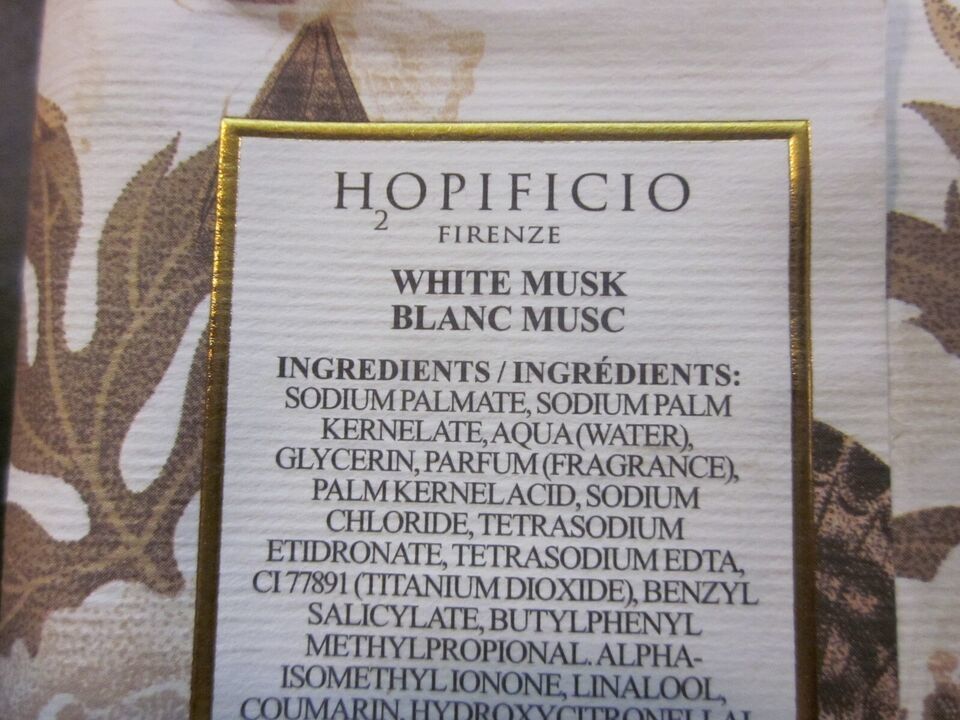 H2OPIFICIO
FIRENZE
WHITE MUSK
BLANC MUSC
INGREDIENTS / INGRÉDIENTS:
SODIUM PALMATE, SODIUM PALM
KERNELATE, AQUA (WATER),
GLYCERIN, PARFUM (FRAGRANCE),
PALM KERNEL ACID, SODIUM
CHLORIDE, TETRASODIUM
ETIDRONATE, TETRASODIUM EDTA,
CI 77891 (TITANIUM DIOXIDE), BENZYL
SALICYLATE, BUTYLPHENYL
METHYLPROPIONAL. ALPHA-
ISOMETHYL IONONE, LINALOOL,
COUMARIN, HYDROXYCITRONELLAL